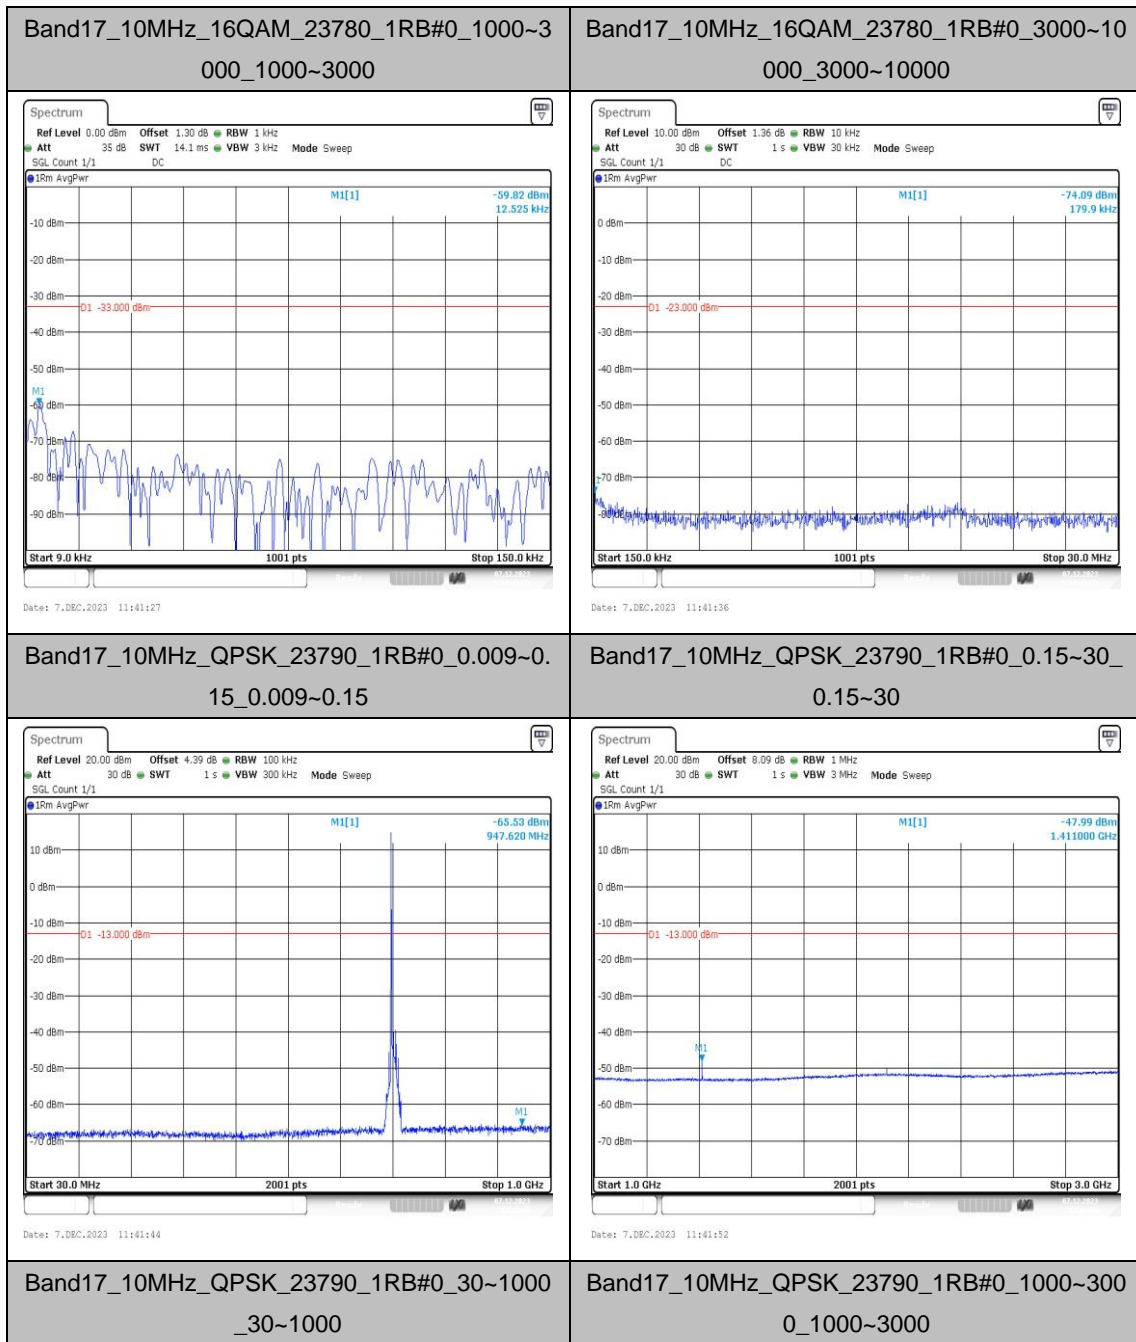 Band17_10MHz_16QAM_23780_1RB#0_1000~3
000_1000~3000
Band17_10MHz_16QAM_23780_1RB#0_3000~10
000_3000~10000
Spectrum
Ref Level 0.00 dBm Offset 1.30 dB RBW 1 kHz
Att 35 dB SWT 14.1 ms VBW 3 kHz Mode Sweep
SGL Count 1/1 DC
1Rm AvgPwr
M1[1] -59.82 dBm
12.525 kHz
-10 dBm
-20 dBm
-30 dBm
D1 -33.000 dBm
-40 dBm
-50 dBm
M1
-60 dBm
-70 dBm
-80 dBm
-90 dBm
Start 9.0 kHz 1001 pts Stop 150.0 kHz
Date: 7.DEC.2023 11:41:27
Spectrum
Ref Level 10.00 dBm Offset 1.36 dB RBW 10 kHz
Att 30 dB SWT 1 s VBW 30 kHz Mode Sweep
SGL Count 1/1 DC
1Rm AvgPwr
M1[1] -74.09 dBm
179.9 kHz
0 dBm
-10 dBm
-20 dBm
D1 -23.000 dBm
-30 dBm
-40 dBm
-50 dBm
-60 dBm
-70 dBm
-80 dBm
Start 150.0 kHz 1001 pts Stop 30.0 MHz
Date: 7.DEC.2023 11:41:36
Band17_10MHz_QPSK_23790_1RB#0_0.009~0.
15_0.009~0.15
Band17_10MHz_QPSK_23790_1RB#0_0.15~30_
0.15~30
Spectrum
Ref Level 20.00 dBm Offset 4.39 dB RBW 100 kHz
Att 30 dB SWT 1 s VBW 300 kHz Mode Sweep
SGL Count 1/1
1Rm AvgPwr
M1[1] -65.53 dBm
947.620 MHz
10 dBm
0 dBm
-10 dBm
D1 -13.000 dBm
-20 dBm
-30 dBm
-40 dBm
-50 dBm
-60 dBm
M1
-70 dBm
Start 30.0 MHz 2001 pts Stop 1.0 GHz
Date: 7.DEC.2023 11:41:44
Spectrum
Ref Level 20.00 dBm Offset 8.09 dB RBW 1 MHz
Att 30 dB SWT 1 s VBW 3 MHz Mode Sweep
SGL Count 1/1
1Rm AvgPwr
M1[1] -47.99 dBm
1.411000 GHz
10 dBm
0 dBm
-10 dBm
D1 -13.000 dBm
-20 dBm
-30 dBm
-40 dBm
M1
-50 dBm
-60 dBm
-70 dBm
Start 1.0 GHz 2001 pts Stop 3.0 GHz
Date: 7.DEC.2023 11:41:52
Band17_10MHz_QPSK_23790_1RB#0_30~1000
_30~1000
Band17_10MHz_QPSK_23790_1RB#0_1000~300
0_1000~3000